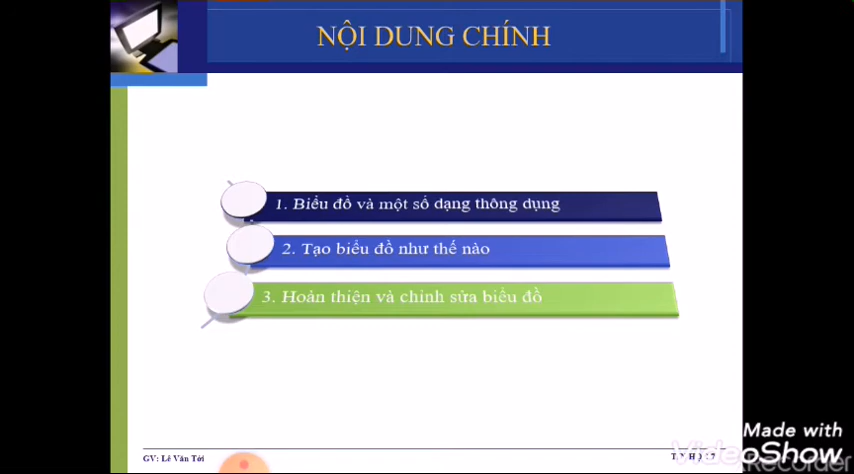 NỘI DUNG CHÍNH
1. Biểu đồ và một số dạng thông dụng
2. Tạo biểu đồ như thế nào
3. Hoàn thiện và chỉnh sửa biểu đồ
GV: Lê Văn Tới
Made with
VideoShow